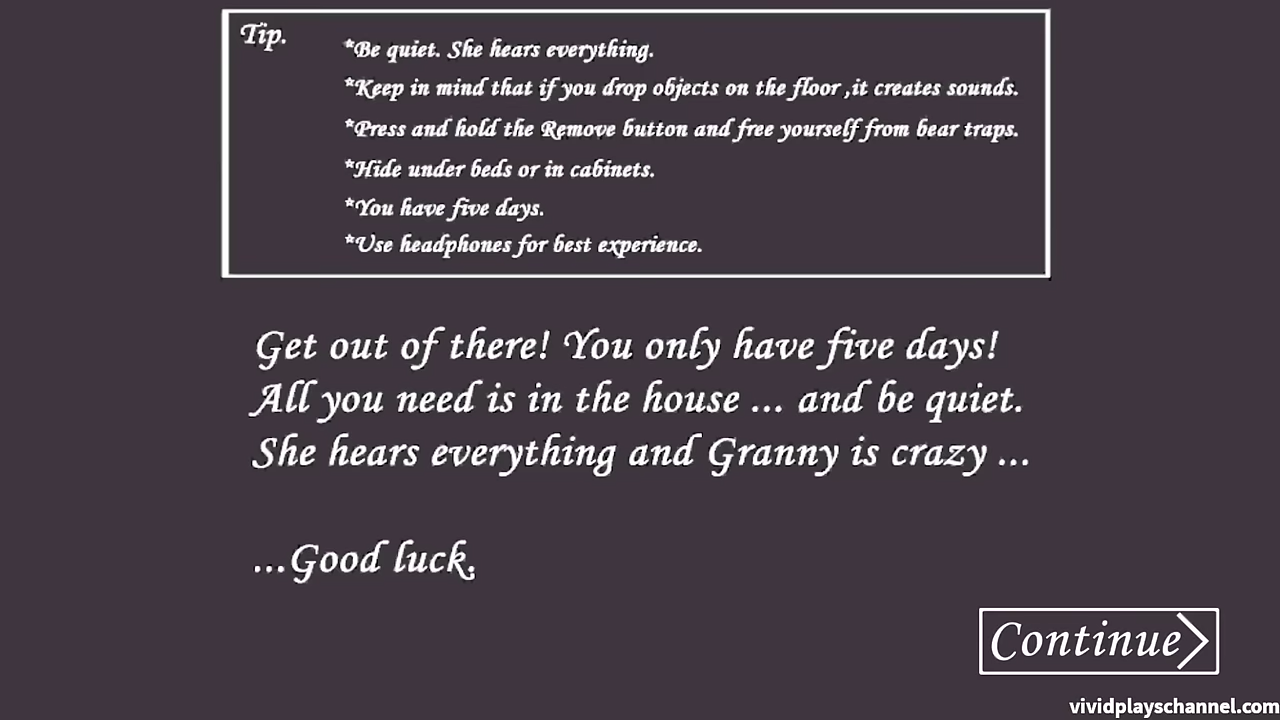 Tip.
*Be quiet. She hears everything.
*Keep in mind that if you drop objects on the floor ,it creates sounds.
*Press and hold the Remove button and free yourself from bear traps.
*Hide under beds or in cabinets.
*You have five days.
*Use headphones for best experience.
Get out of there! You only have five days!
All you need is in the house ... and be quiet.
She hears everything and Granny is crazy ...
...Good luck.
Continue
vividplayschannel.com